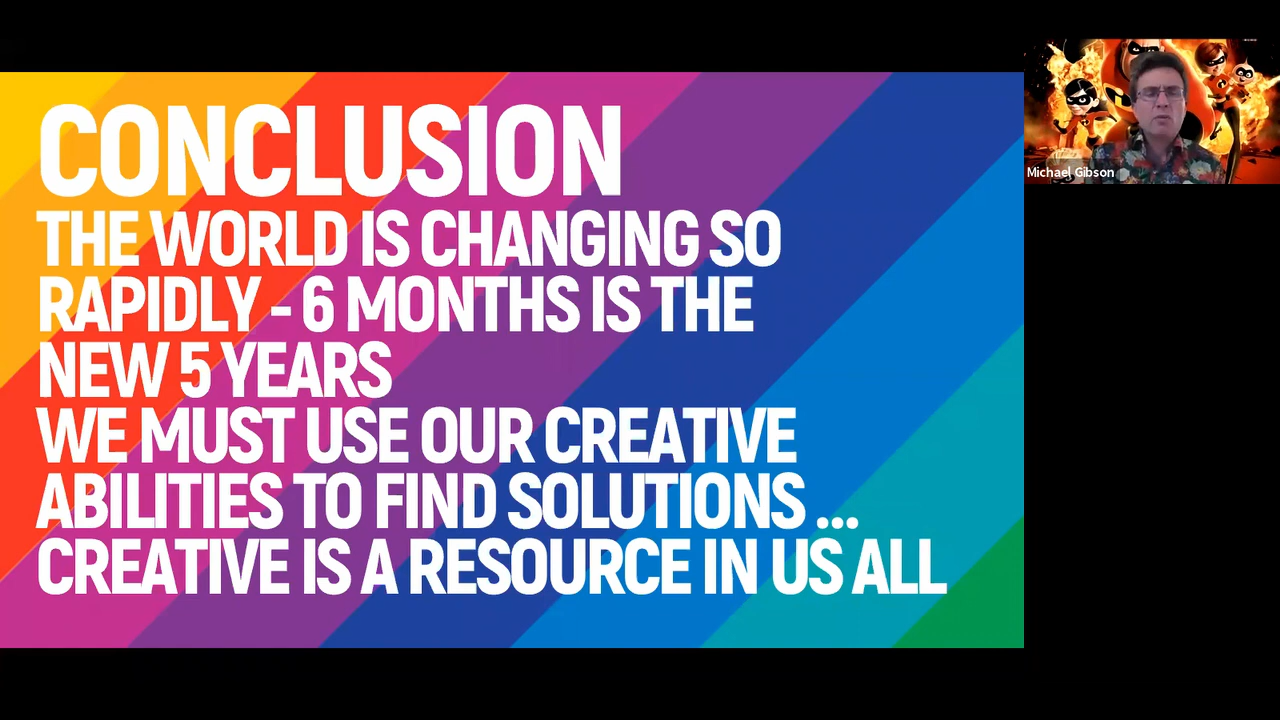 CONCLUSION
THE WORLD IS CHANGING SO
RAPIDLY - 6 MONTHS IS THE
NEW 5 YEARS
WE MUST USE OUR CREATIVE
ABILITIES TO FIND SOLUTIONS ...
CREATIVE IS A RESOURCE IN US ALL
Michael Gibson